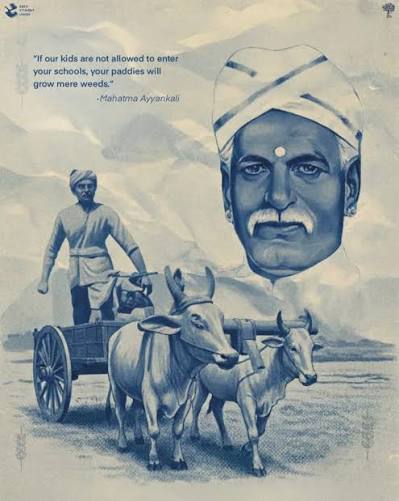 "If our kids are not allowed to enter
your schools, your paddies will
grow mere weeds."
-Mahatma Ayyankali